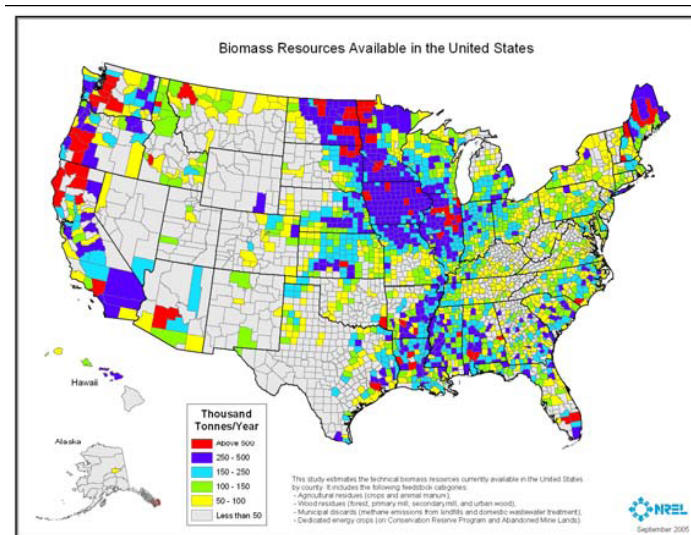 Biomass Resources Available in the United States
Hawaii
Alaska
Thousand
Tonnes/Year
Above 500
250 - 500
150 - 250
100 - 150
50 - 100
Less than 50
This study estimates the technical biomass resources currently available in the United States
by county. It includes the following feedstock categories:
- Agricultural residues (crops and animal manure);
- Wood residues (forest, primary mill, secondary mill, and urban wood);
- Municipal discards (methane emissions from landfills and domestic wastewater treatment);
- Dedicated energy crops (on Conservation Reserve Program and Abandoned Mine Lands).
NREL
September 2005